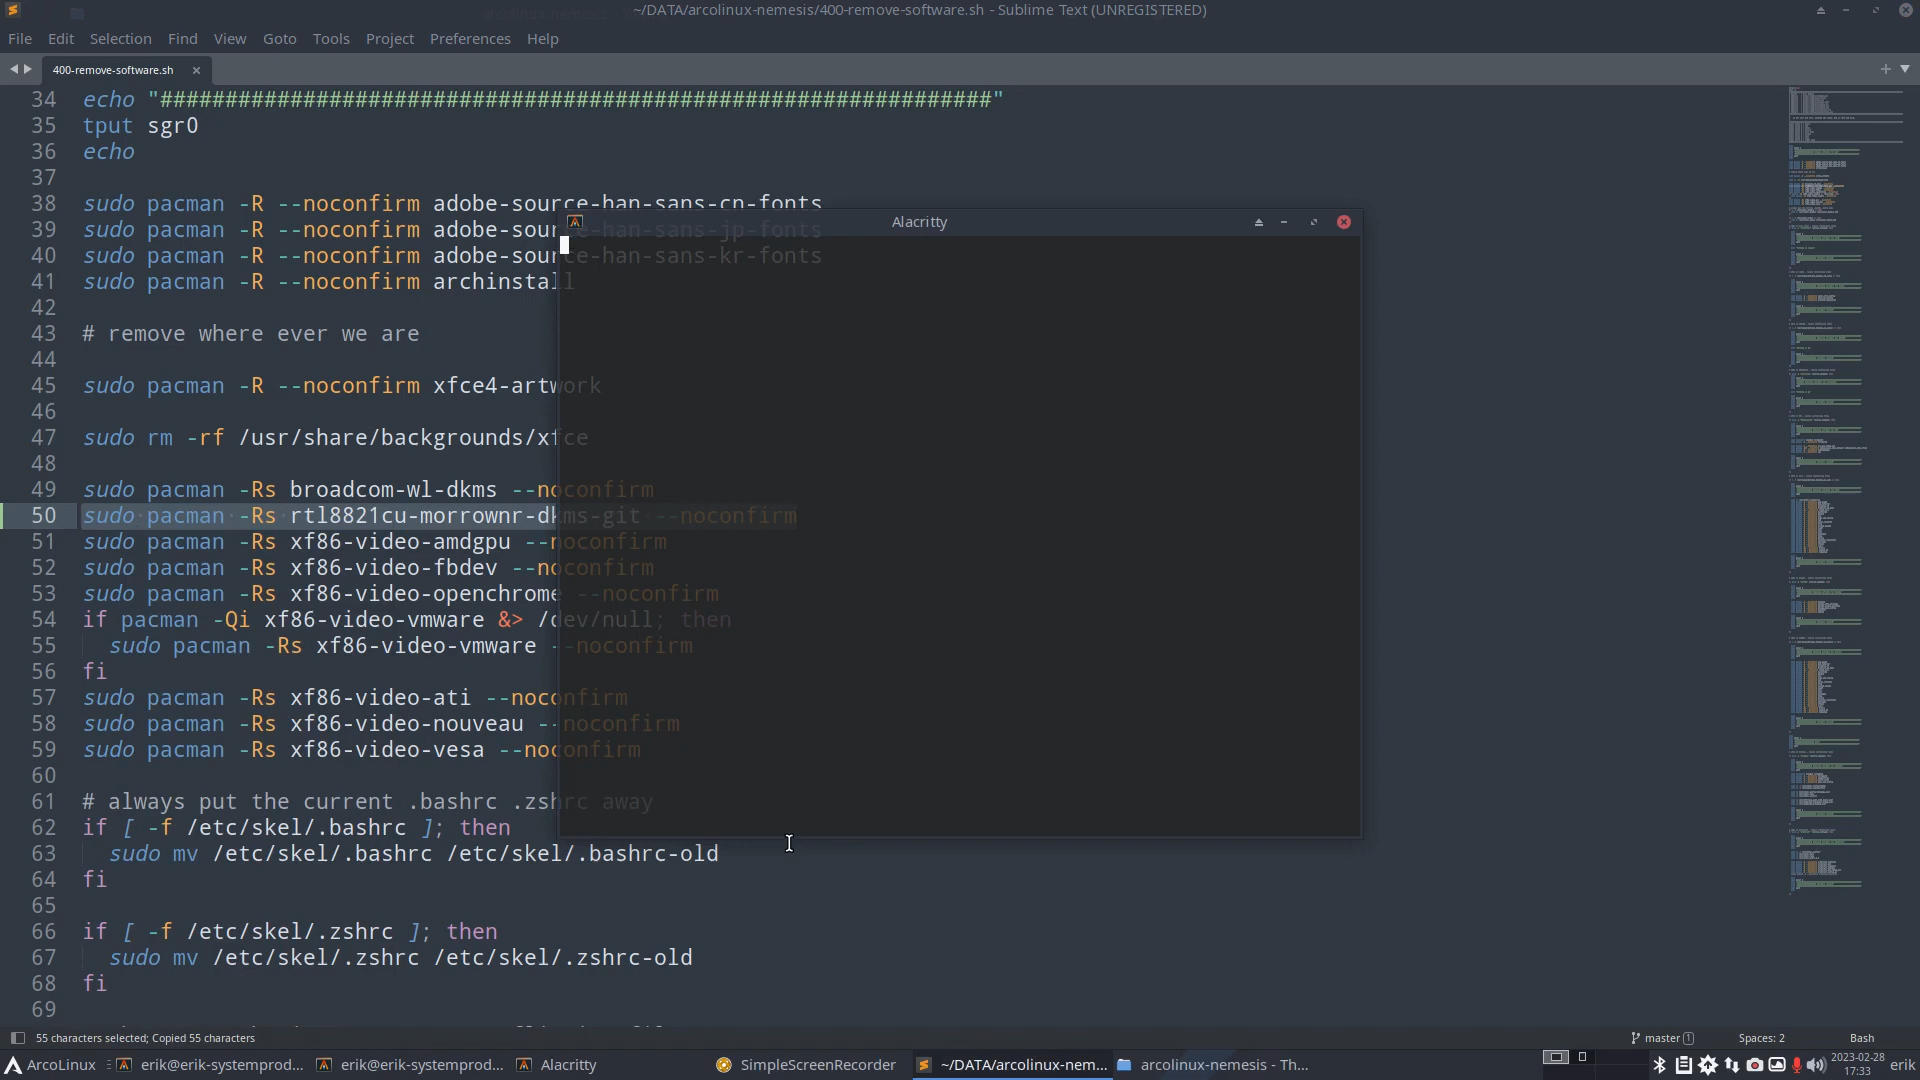 ~/DATA/arcolinux-nemesis/400-remove-software.sh - Sublime Text (UNREGISTERED)
File Edit Selection Find View Goto Tools Project Preferences Help
400-remove-software.sh
34 echo "################################################################"
35 tput sgr0
36 echo
37
38 sudo pacman -R --noconfirm adobe-source-han-sans-cn-fonts
Alacritty
39 sudo pacman -R --noconfirm adobe-source-han-sans-jp-fonts
40 sudo pacman -R --noconfirm adobe-source-han-sans-kr-fonts
41 sudo pacman -R --noconfirm archinstall
42
43 # remove where ever we are
44
45 sudo pacman -R --noconfirm xfce4-artwork
46
47 sudo rm -rf /usr/share/backgrounds/xfce
48
49 sudo pacman -Rs broadcom-wl-dkms --noconfirm
50 sudo pacman -Rs rtl8821cu-morrownr-dkms-git --noconfirm
51 sudo pacman -Rs xf86-video-amdgpu --noconfirm
52 sudo pacman -Rs xf86-video-fbdev --noconfirm
53 sudo pacman -Rs xf86-video-openchrome --noconfirm
54 if pacman -Qi xf86-video-vmware &> /dev/null; then
55 sudo pacman -Rs xf86-video-vmware --noconfirm
56 fi
57 sudo pacman -Rs xf86-video-ati --noconfirm
58 sudo pacman -Rs xf86-video-nouveau --noconfirm
59 sudo pacman -Rs xf86-video-vesa --noconfirm
60
61 # always put the current .bashrc .zshrc away
62 if [ -f /etc/skel/.bashrc ]; then
63 sudo mv /etc/skel/.bashrc /etc/skel/.bashrc-old
64 fi
65
66 if [ -f /etc/skel/.zshrc ]; then
67 sudo mv /etc/skel/.zshrc /etc/skel/.zshrc-old
68 fi
69
55 characters selected; Copied 55 characters master 1 Spaces: 2 Bash
ArcoLinux erik@erik-systemprod... erik@erik-systemprod... Alacritty SimpleScreenRecorder ~/DATA/arcolinux-nem... arcolinux-nemesis - Th... 2023-02-28 17:33 erik